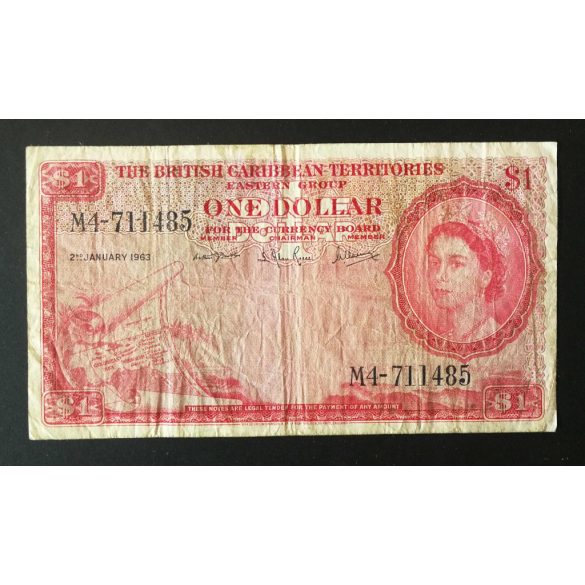 $1 THE BRITISH CARIBBEAN TERRITORIES $1
EASTERN GROUP
M4-711485 ONE DOLLAR
FOR THE CURRENCY BOARD
MEMBER CHAIRMAN MEMBER
2ND JANUARY 1963
M4-711485
$1 THESE NOTES ARE LEGAL TENDER FOR THE PAYMENT OF ANY AMOUNT $1